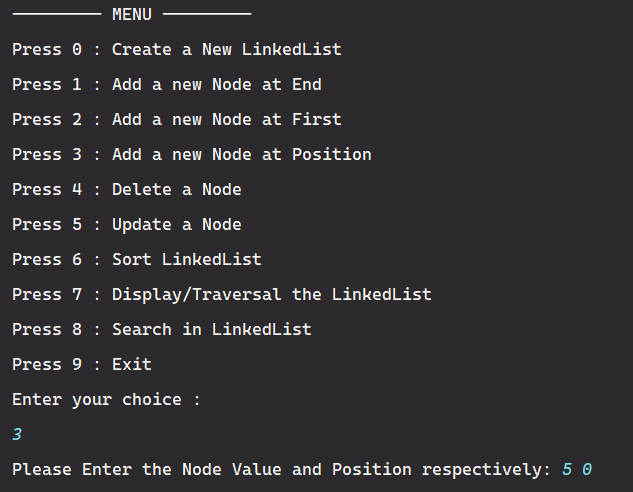 --------- MENU ---------
Press 0 : Create a New LinkedList
Press 1 : Add a new Node at End
Press 2 : Add a new Node at First
Press 3 : Add a new Node at Position
Press 4 : Delete a Node
Press 5 : Update a Node
Press 6 : Sort LinkedList
Press 7 : Display/Traversal the LinkedList
Press 8 : Search in LinkedList
Press 9 : Exit
Enter your choice :
3
Please Enter the Node Value and Position respectively: 5 0